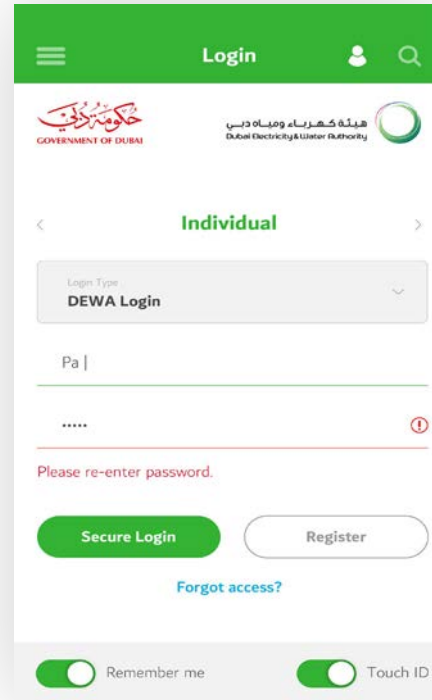 Login
حكومة دبي
GOVERNMENT OF DUBAI
هيئة كهرباء ومياه دبي
Dubai Electricity & Water Authority
Individual
Login Type
DEWA Login
Pa |
•••••
Please re-enter password.
Secure Login
Register
Forgot access?
Remember me
Touch ID